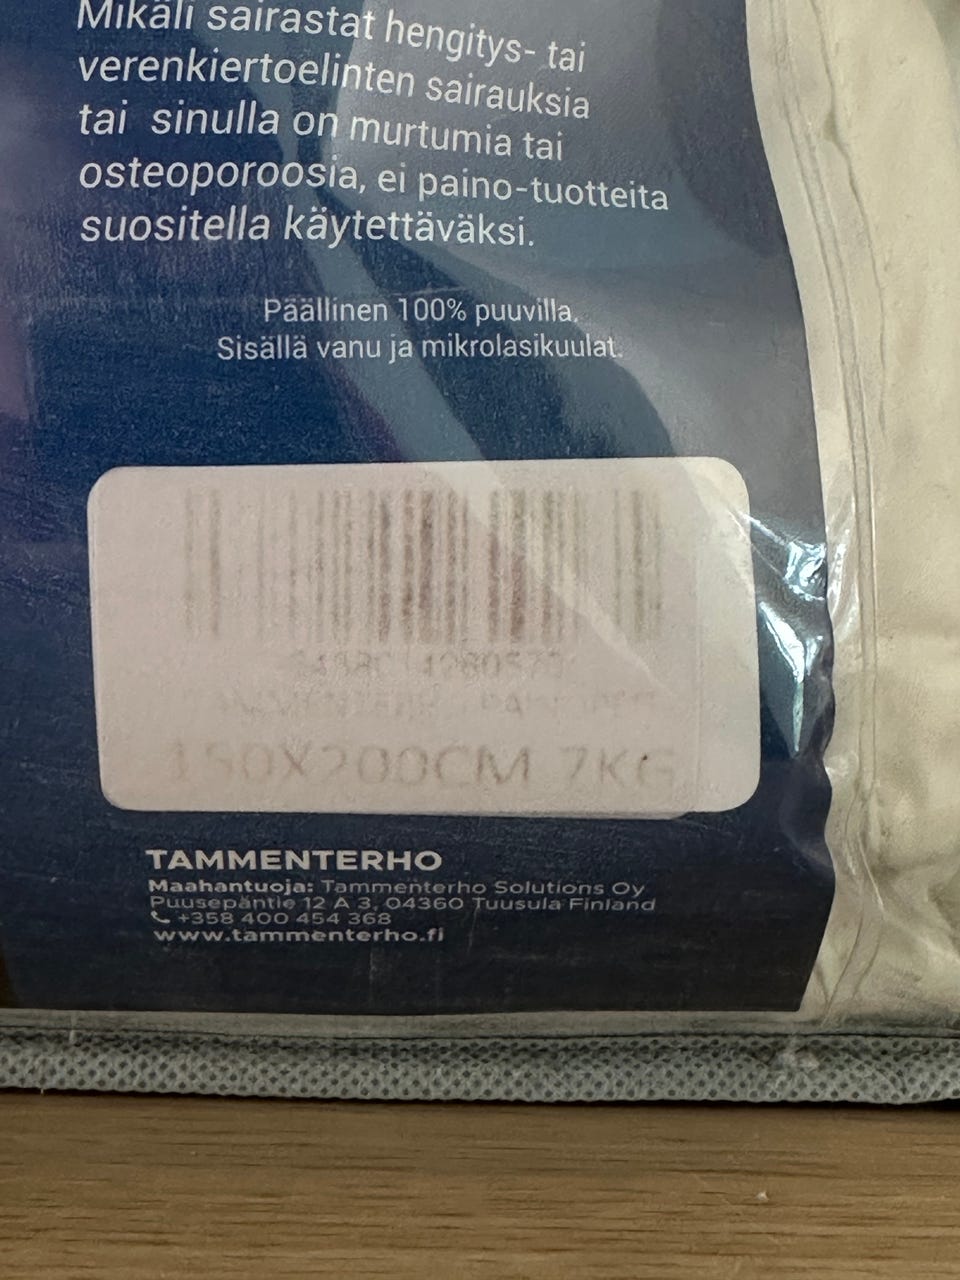 Mikäli sairastat hengitys- tai
verenkiertoelinten sairauksia
tai sinulla on murtumia tai
osteoporoosia, ei paino-tuotteita
suositella käytettäväksi.
Päällinen 100% puuvilla.
Sisällä vanu ja mikrolasikuulat.
150X200CM 7KG
TAMMENTERHO
Maahantuoja: Tammenterho Solutions Oy
Puusepäntie 12 A 3, 04360 Tuusula Finland
+358 400 454 368
www.tammenterho.fi